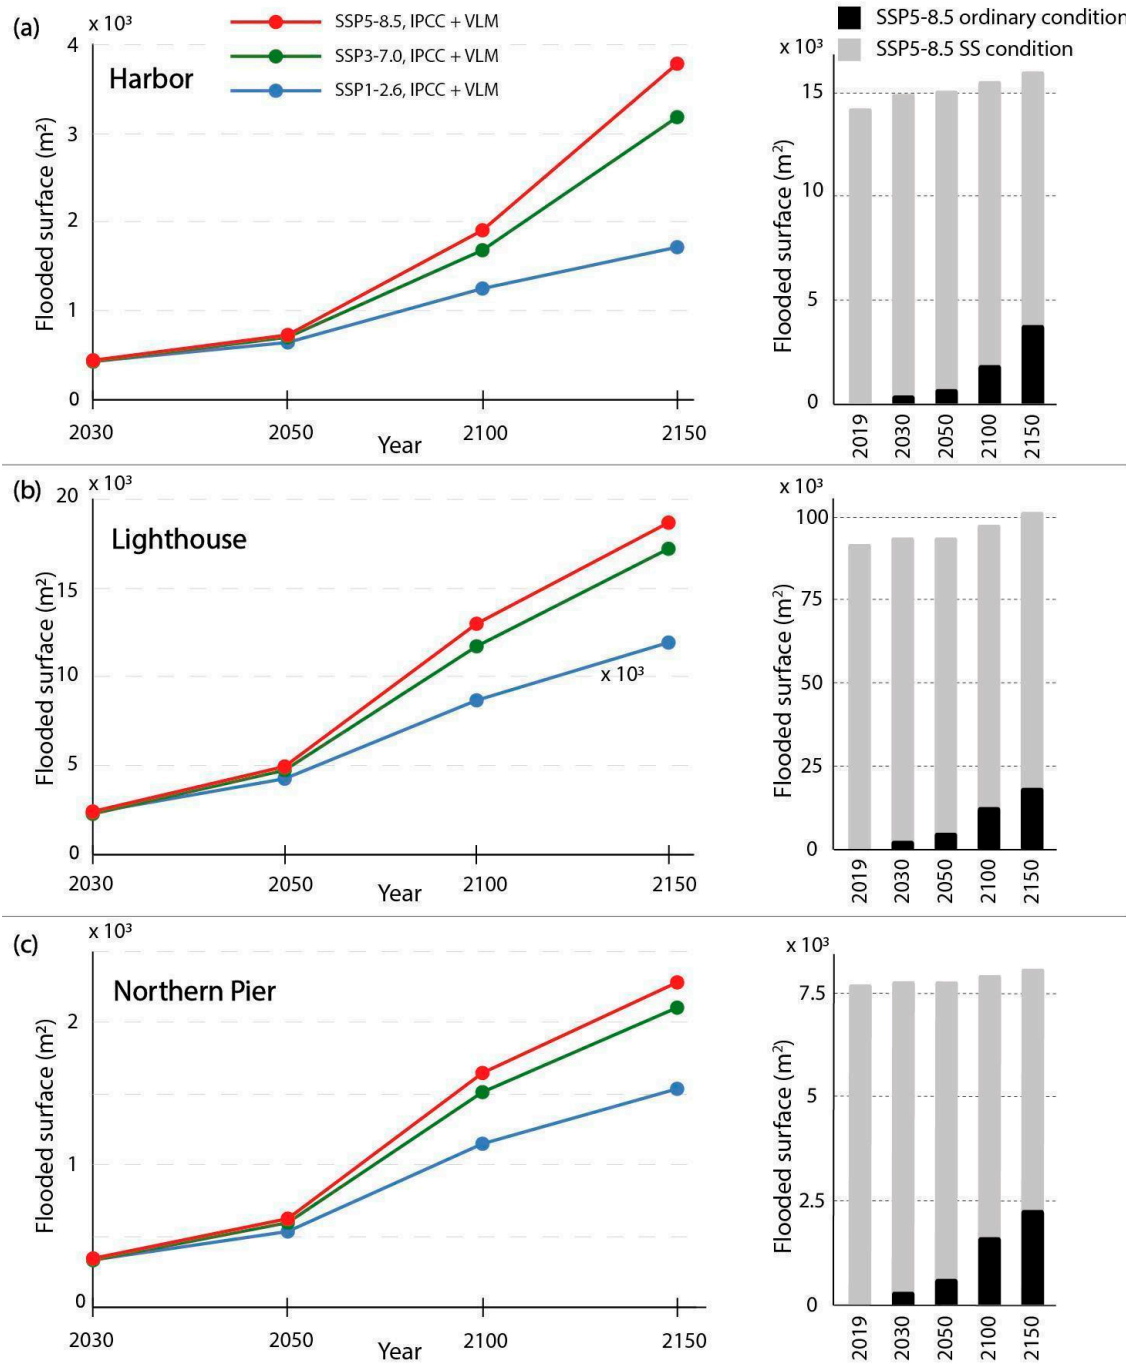 (a)
x 10³
SSP5-8.5, IPCC + VLM
SSP3-7.0, IPCC + VLM
SSP1-2.6, IPCC + VLM
Harbor
Flooded surface (m²)
4
3
2
1
0
2030
2050
2100
2150
Year
SSP5-8.5 ordinary condition
SSP5-8.5 SS condition
x 10³
Flooded surface (m²)
15
10
5
0
2019
2030
2050
2100
2150
(b)
x 10³
Lighthouse
Flooded surface (m²)
20
15
10
5
0
x 10³
2030
2050
2100
2150
Year
x 10³
Flooded surface (m²)
100
75
50
25
0
2019
2030
2050
2100
2150
(c)
x 10³
Northern Pier
Flooded surface (m²)
2
1
0
2030
2050
2100
2150
Year
x 10³
Flooded surface (m²)
7.5
5
2.5
0
2019
2030
2050
2100
2150